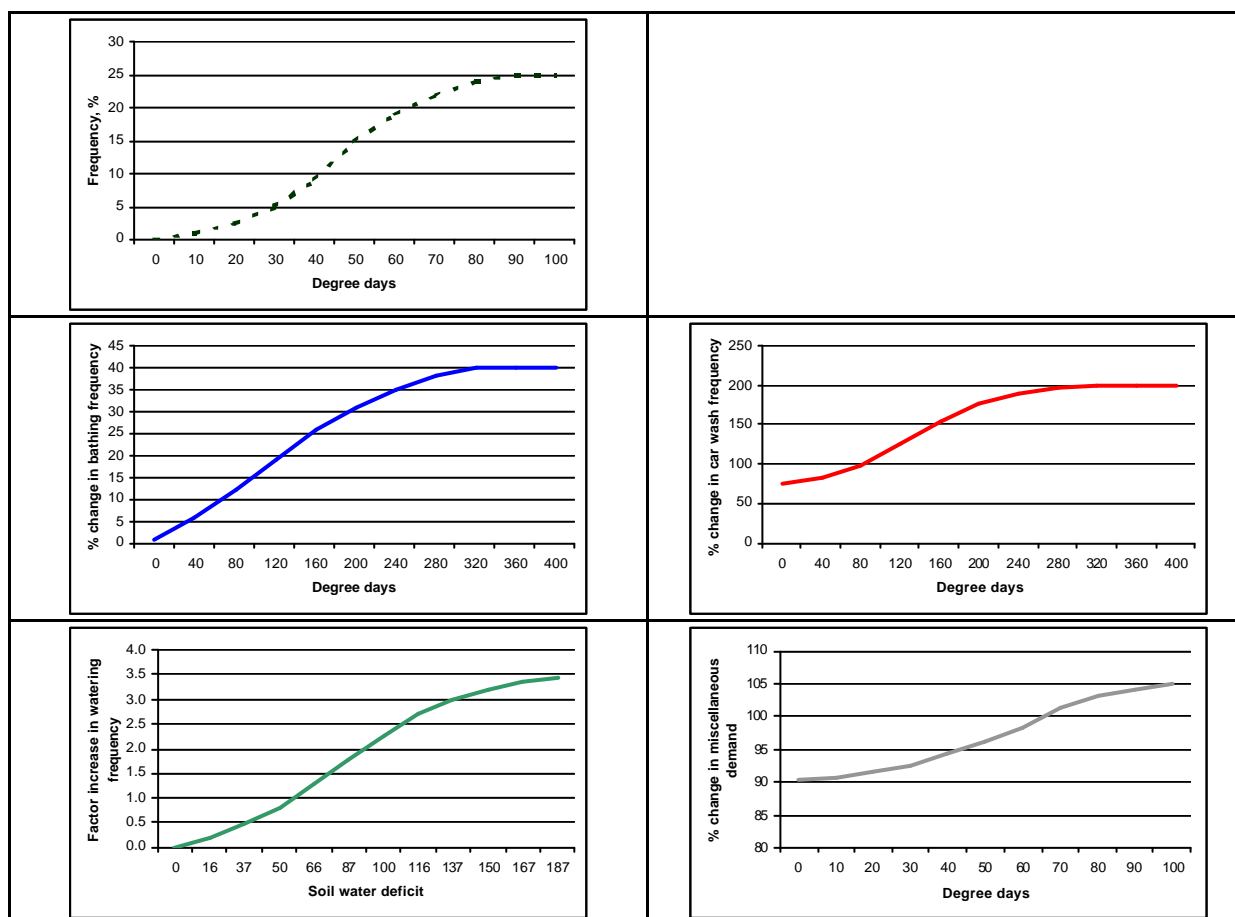 30
25
20
15
10
5
0
Frequency, %
0 10 20 30 40 50 60 70 80 90 100
Degree days
45
40
35
30
25
20
15
10
5
0
% change in bathing frequency
0 40 80 120 160 200 240 280 320 360 400
Degree days
250
200
150
100
50
0
% change in car wash frequency
0 40 80 120 160 200 240 280 320 360 400
Degree days
4.0
3.5
3.0
2.5
2.0
1.5
1.0
0.5
0.0
Factor increase in watering
frequency
0 16 37 50 66 87 100 116 137 150 167 187
Soil water deficit
110
105
100
95
90
85
80
% change in miscellaneous
demand
0 10 20 30 40 50 60 70 80 90 100
Degree days